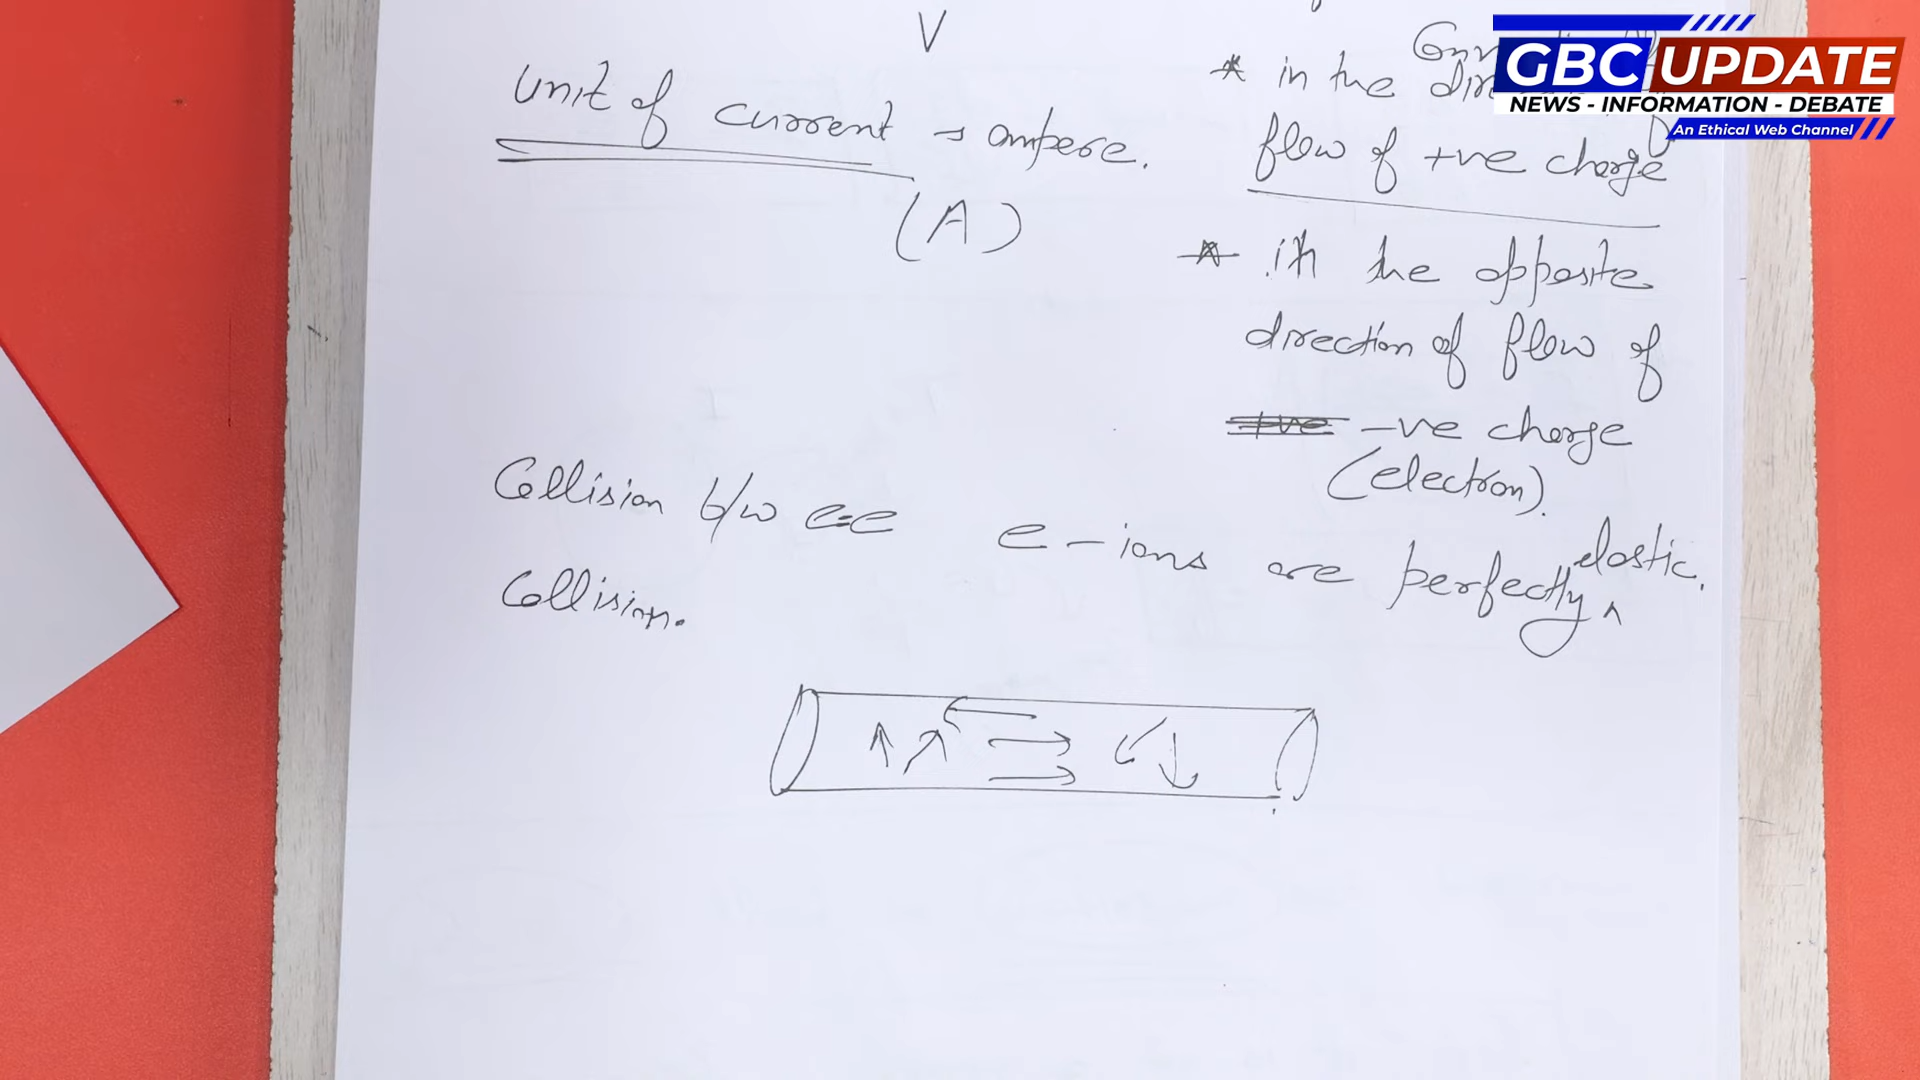 V
unit of current → ampere.
(A)
* in the
flow of +ve charge
* in the opposite
direction of flow of
-ve charge
(electron).
Collision b/w e=e
Collision.
e-ions are perfectly elastic.
GBC UPDATE
NEWS - INFORMATION - DEBATE
An Ethical Web Channel